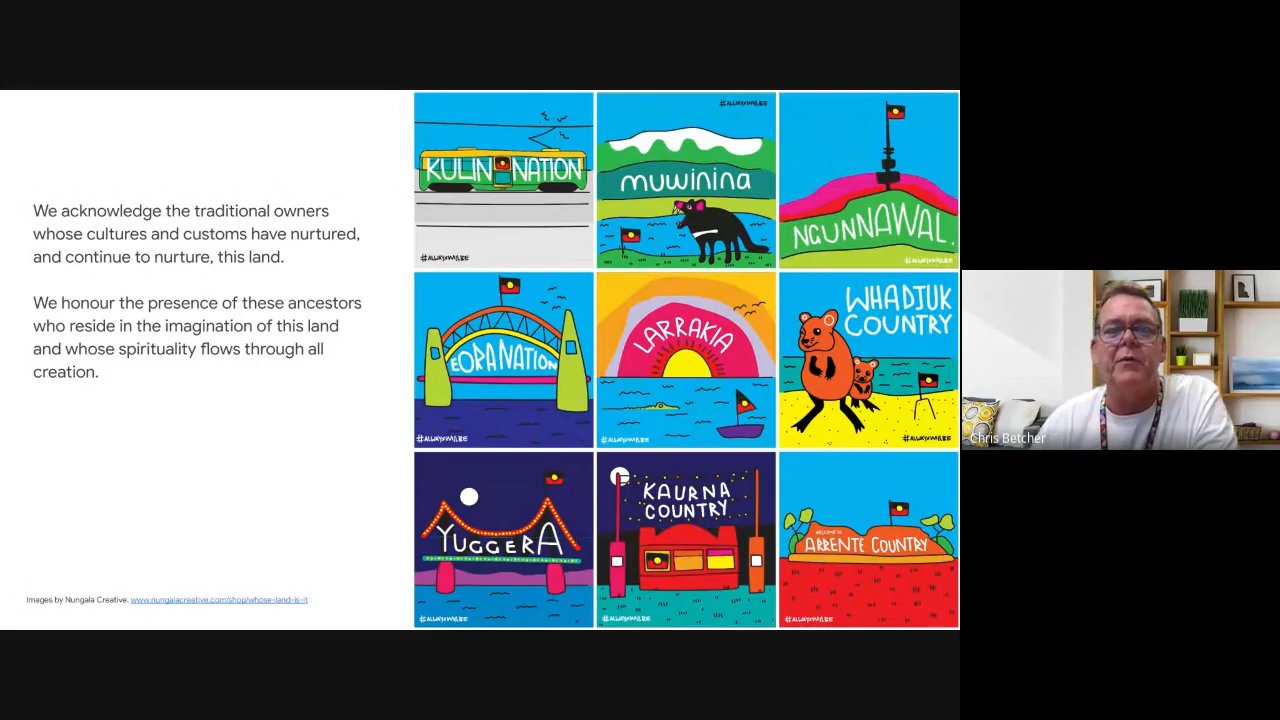 We acknowledge the traditional owners
whose cultures and customs have nurtured,
and continue to nurture, this land.
We honour the presence of these ancestors
who reside in the imagination of this land
and whose spirituality flows through all
creation.
Images by Nungala Creative. www.nungalacreative.com/shop/whose-land-is-it
KULIN NATION
muwinina
NGUNNAWAL.
EORA NATION
LARRAKIA
WHADJUK
COUNTRY
YUGGERA
KAURNA
COUNTRY
WELCOME TO
ARRENTE COUNTRY
Chris Betcher